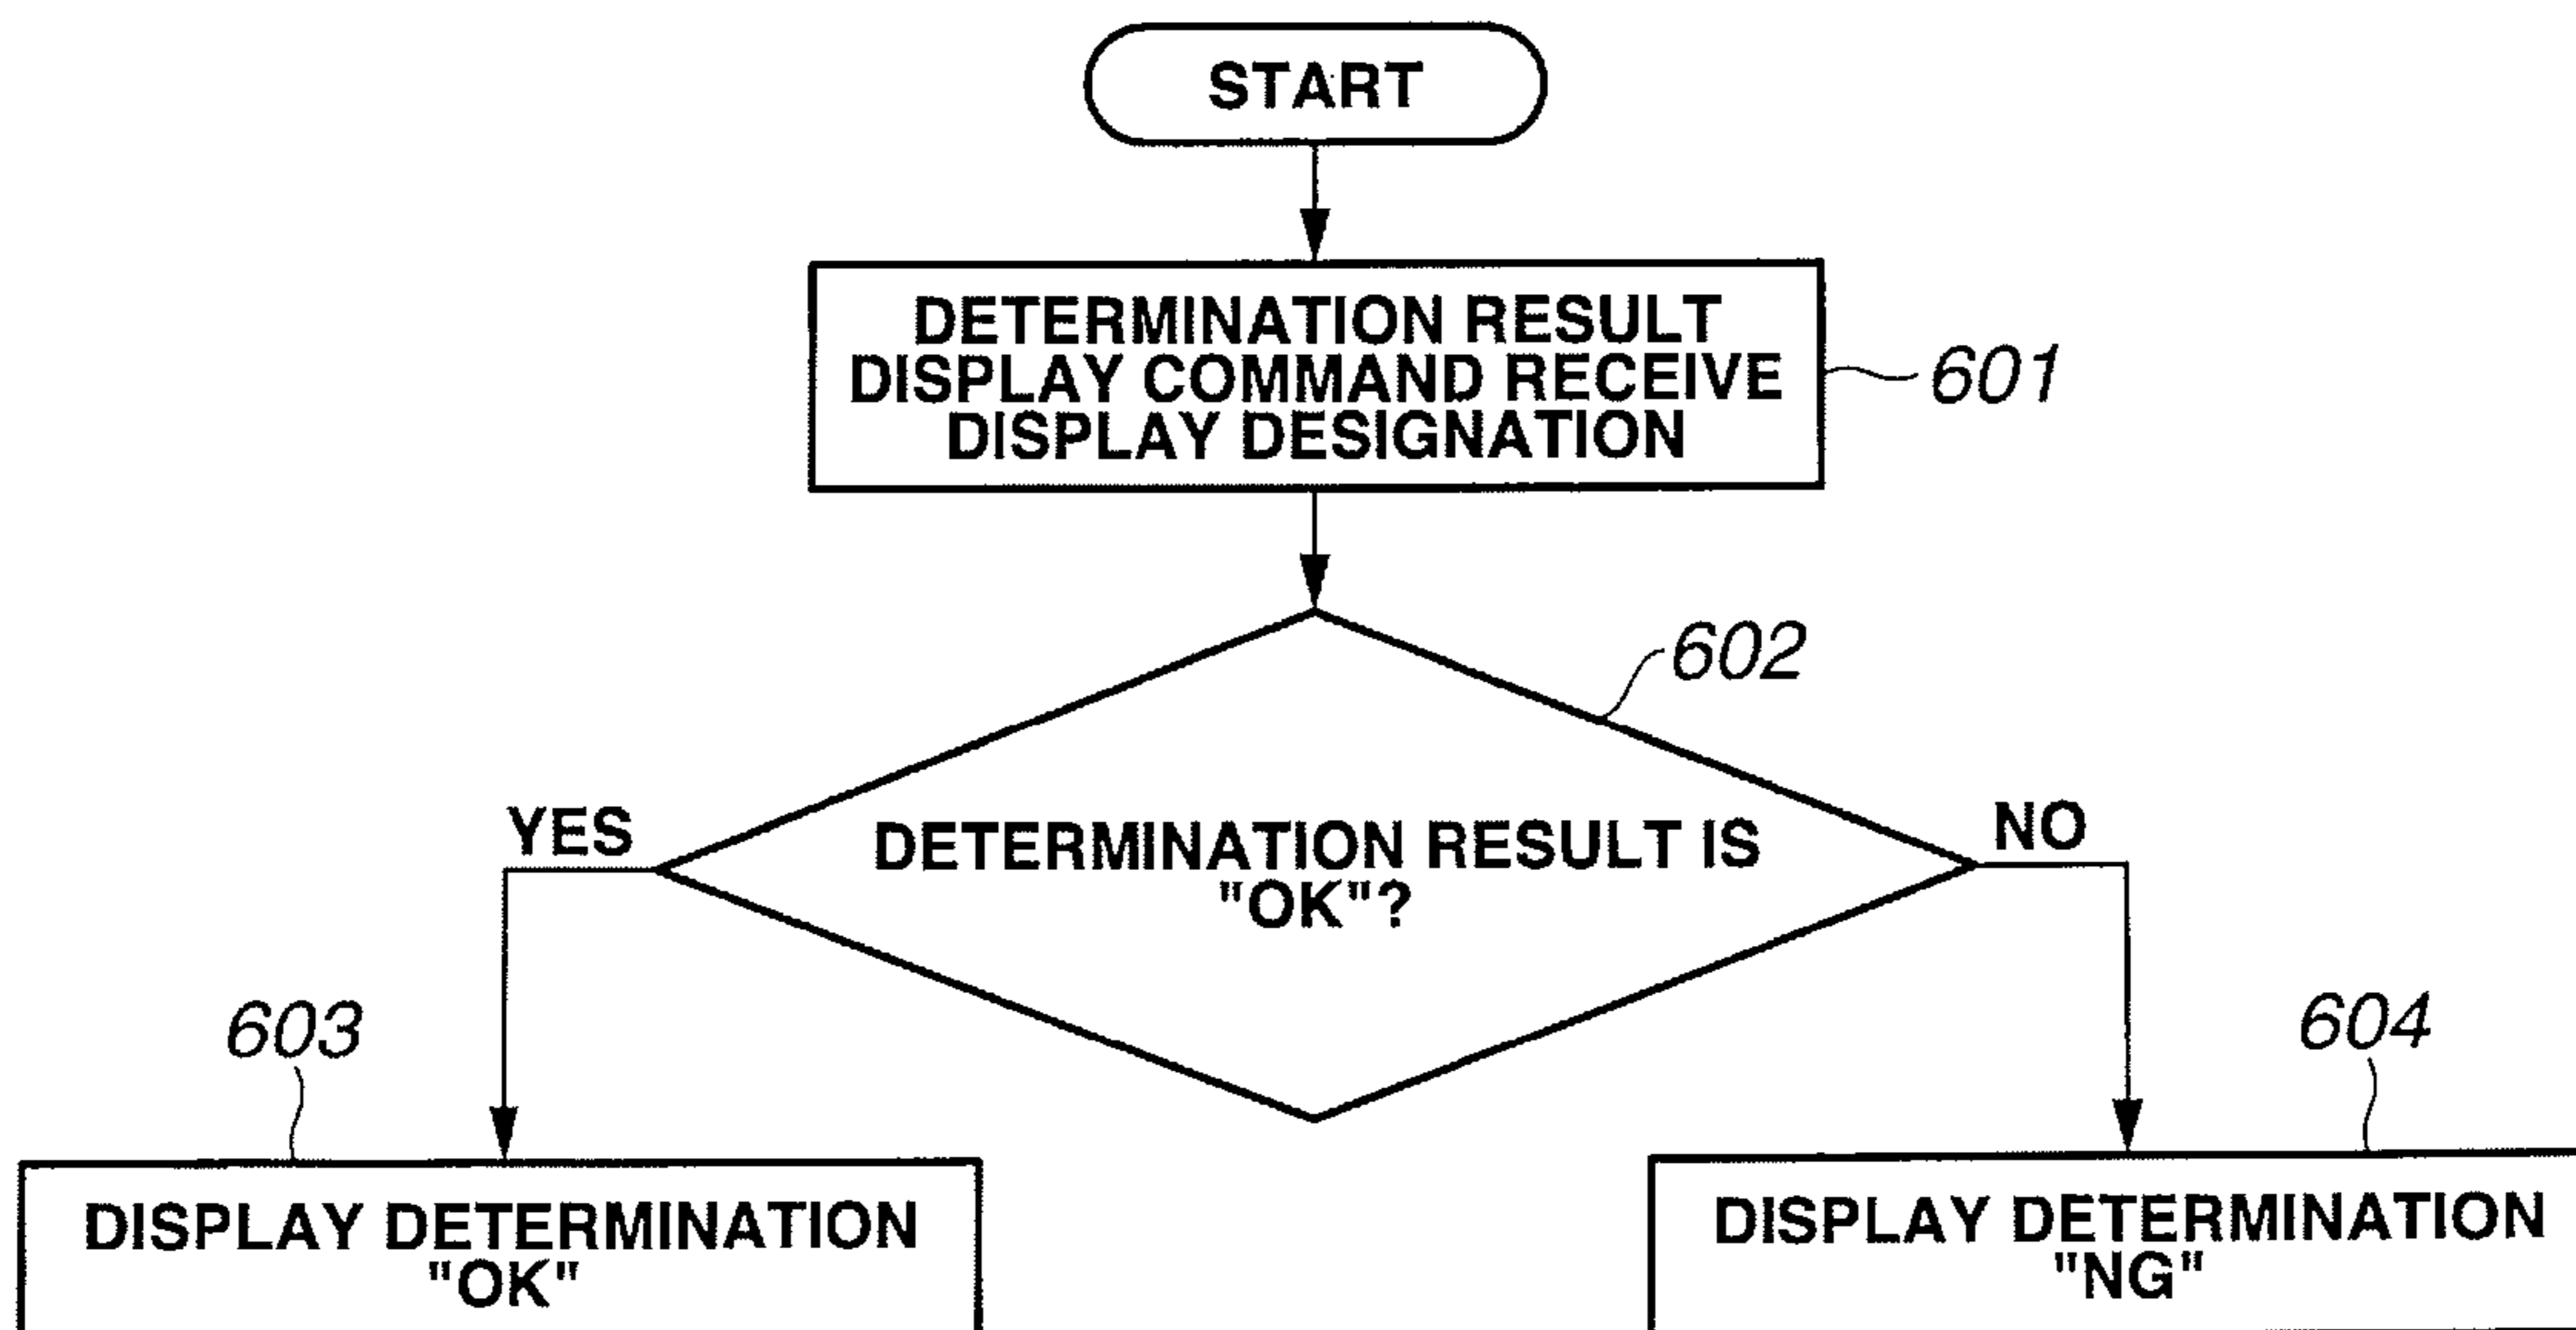 START
DETERMINATION RESULT
DISPLAY COMMAND RECEIVE
DISPLAY DESIGNATION
601
602
YES
NO
DETERMINATION RESULT IS
"OK"?
603
604
DISPLAY DETERMINATION
"OK"
DISPLAY DETERMINATION
"NG"